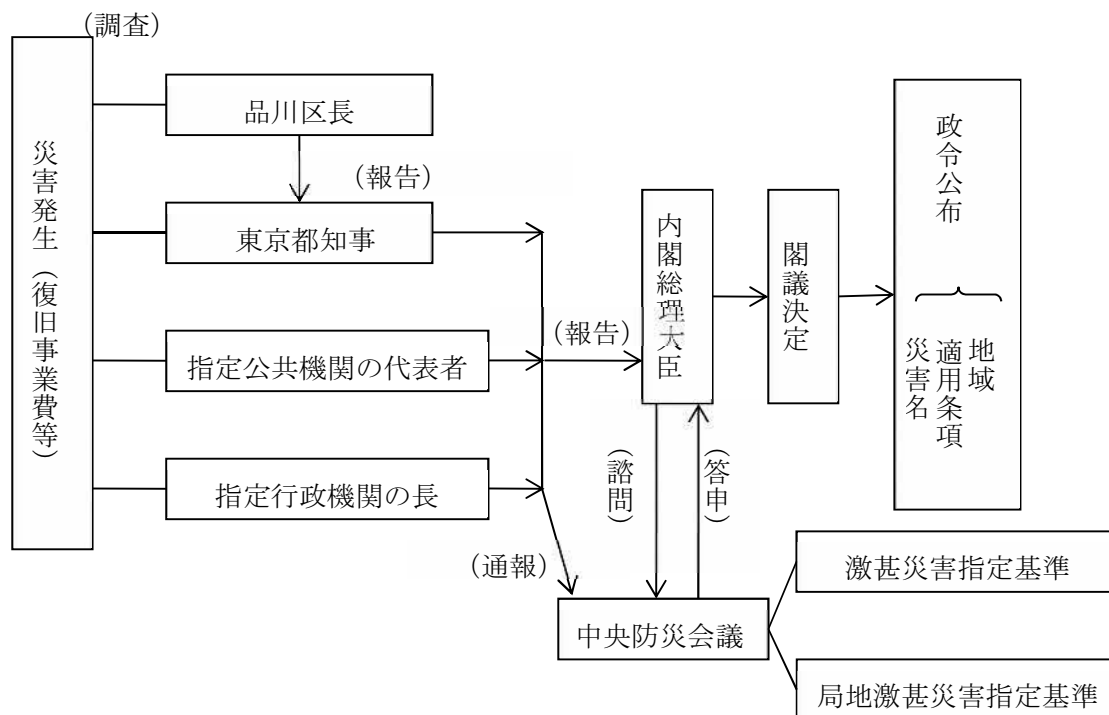 (調査)
災害発生(復旧事業費等)
品川区長
(報告)
東京都知事
指定公共機関の代表者
指定行政機関の長
(報告)
(通報)
内閣総理大臣
閣議決定
政令公布
地域
適用条項
災害名
(諮問)
(答申)
中央防災会議
激甚災害指定基準
局地激甚災害指定基準